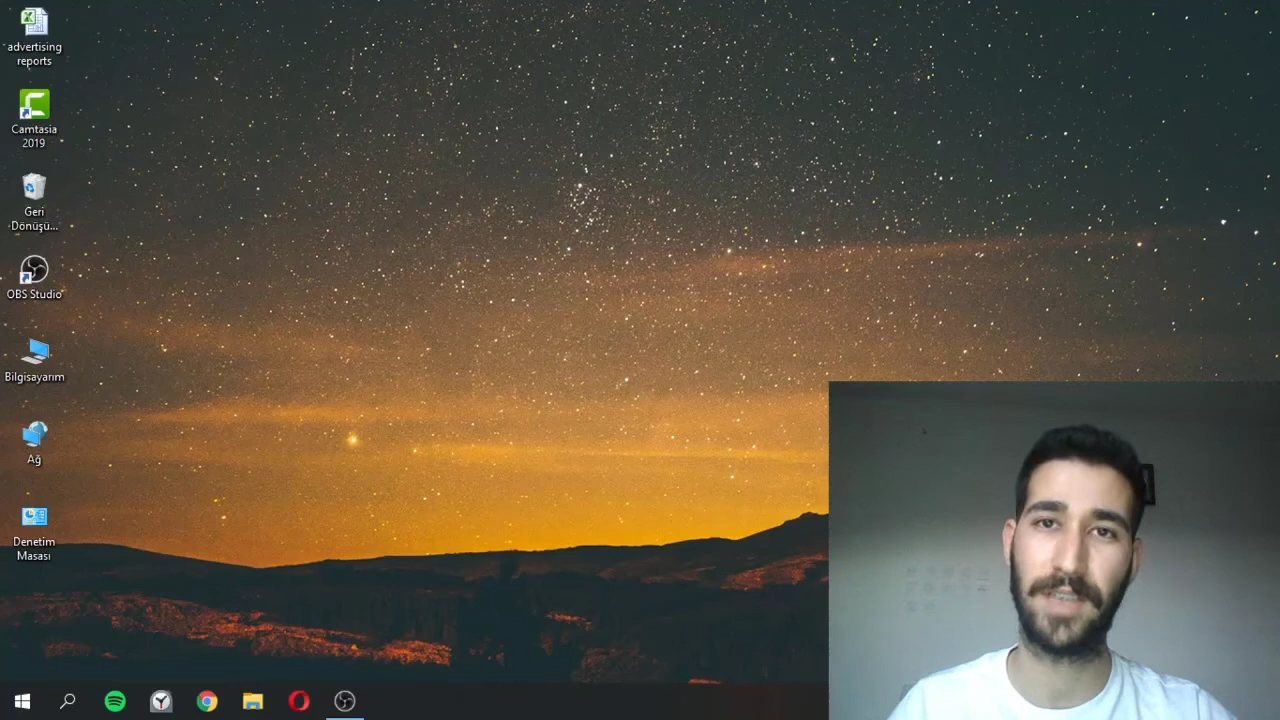 advertising
reports
Camtasia
2019
Geri
Dönüşü...
OBS Studio
Bilgisayarım
Ağ
Denetim
Masası